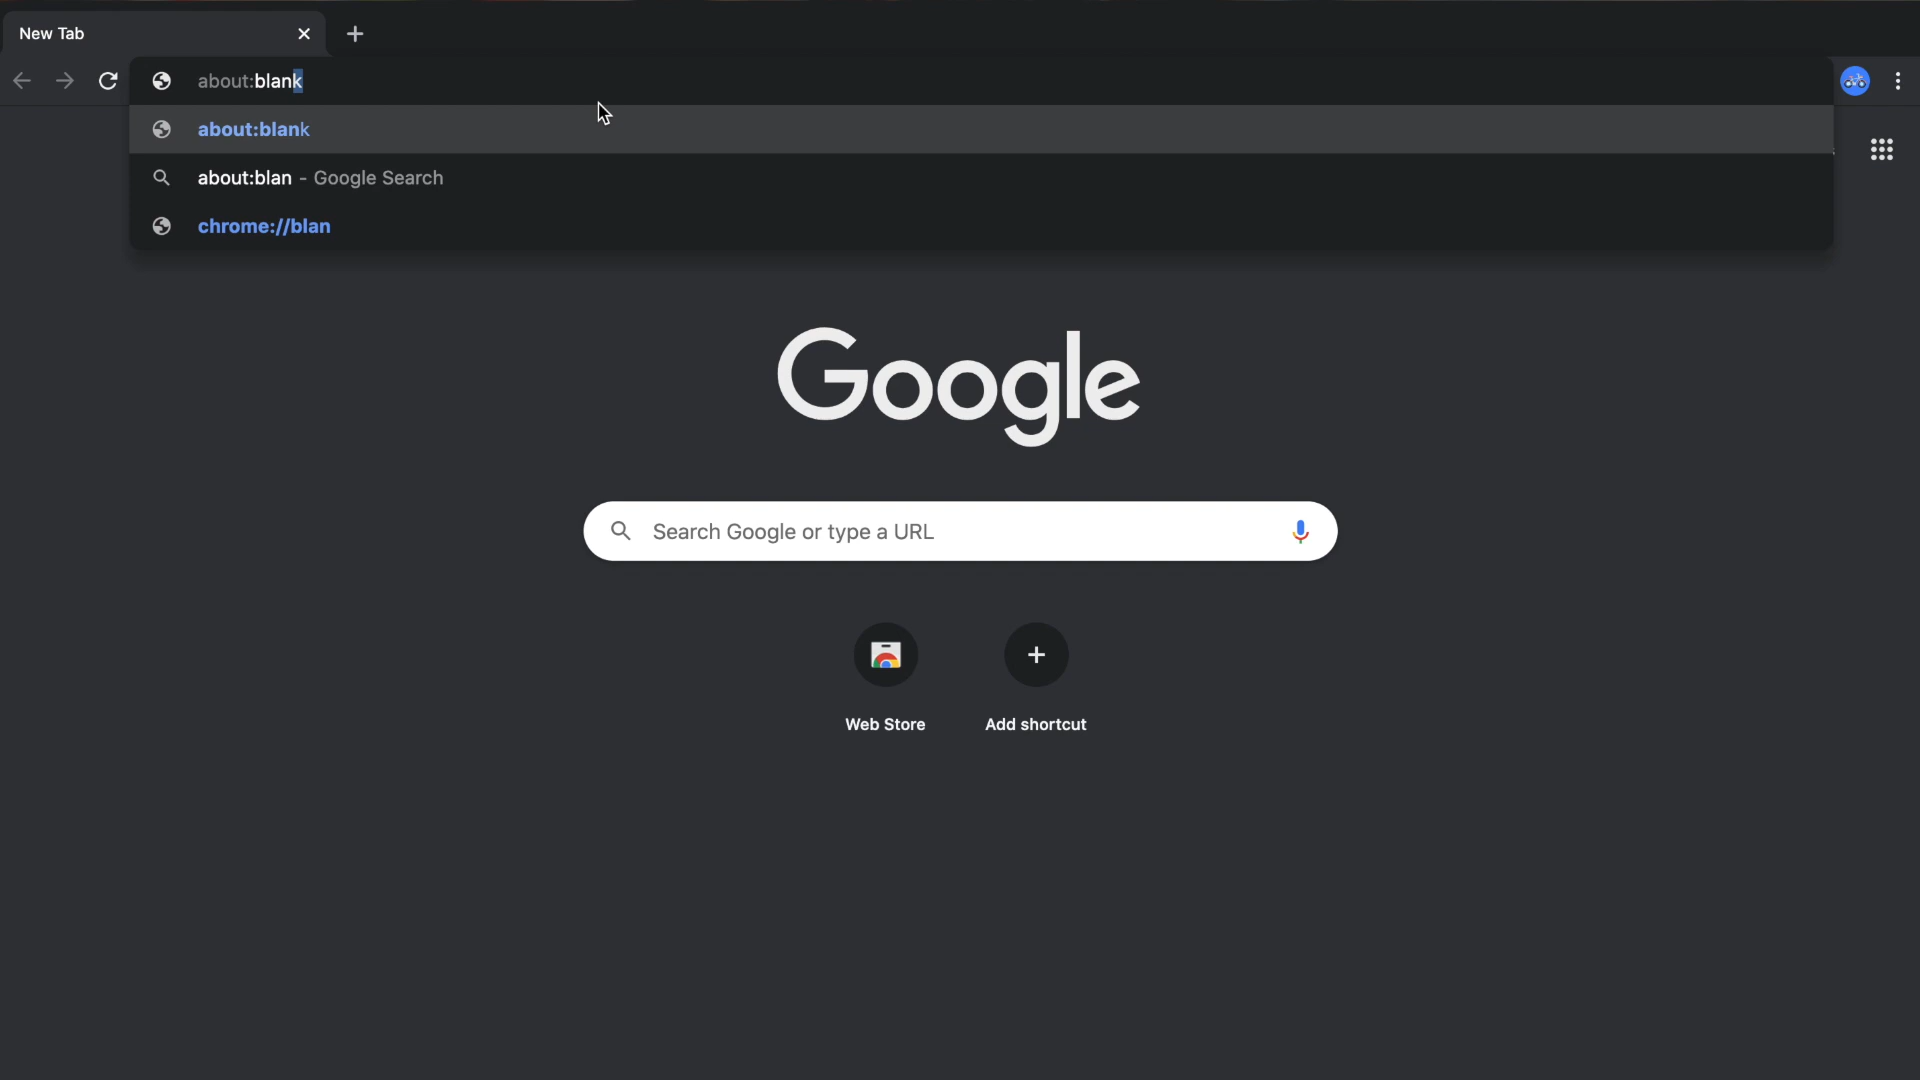 New Tab
about:blank
about:blank
about:blan - Google Search
chrome://blan
Google
Search Google or type a URL
Web Store
Add shortcut